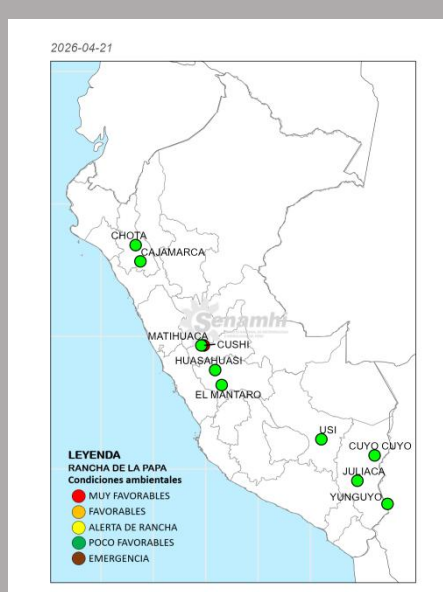 2026-04-21
CHOTA
CAJAMARCA
Senamhi
MATIHUACA
CUSHI
HUASAHUASI
EL MANTARO
USI
CUYO CUYO
JULIACA
YUNGUYO
LEYENDA
RANCHA DE LA PAPA
Condiciones ambientales
MUY FAVORABLES
FAVORABLES
ALERTA DE RANCHA
POCO FAVORABLES
EMERGENCIA